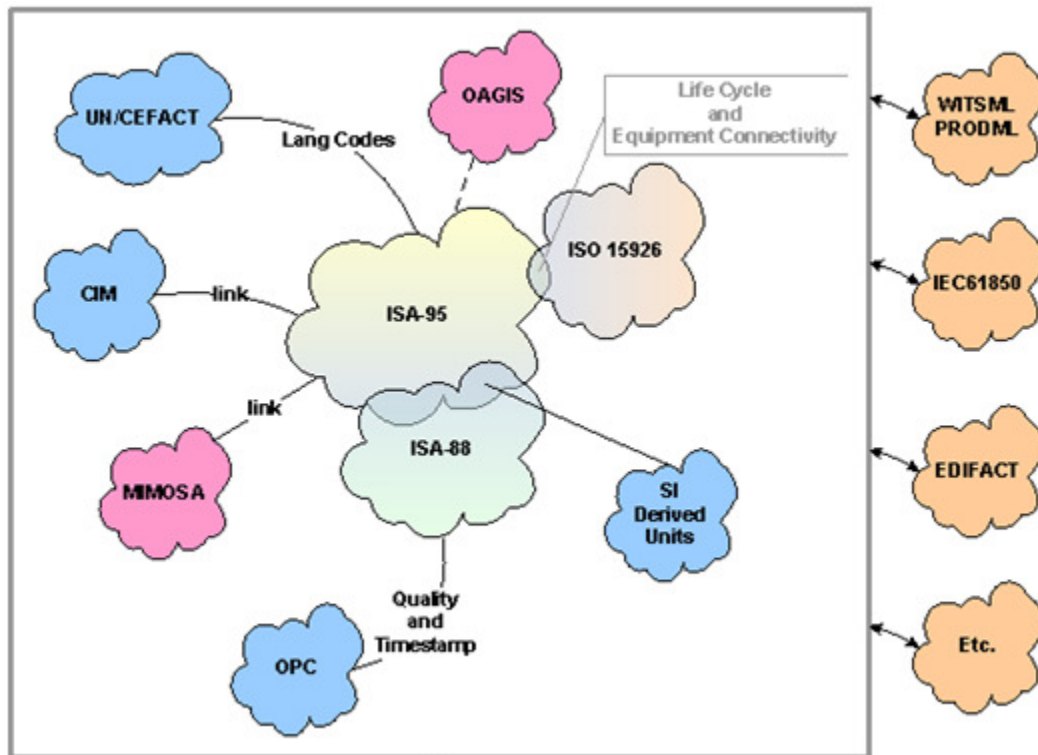 OAGIS
UN/CEFACT
Lang Codes
Life Cycle
and
Equipment Connectivity
WITSML
PRODML
ISO 15926
CIM
link
ISA-95
IEC61850
link
ISA-88
MIMOSA
SI
Derived
Units
EDIFACT
Quality
and
Timestamp
OPC
Etc.